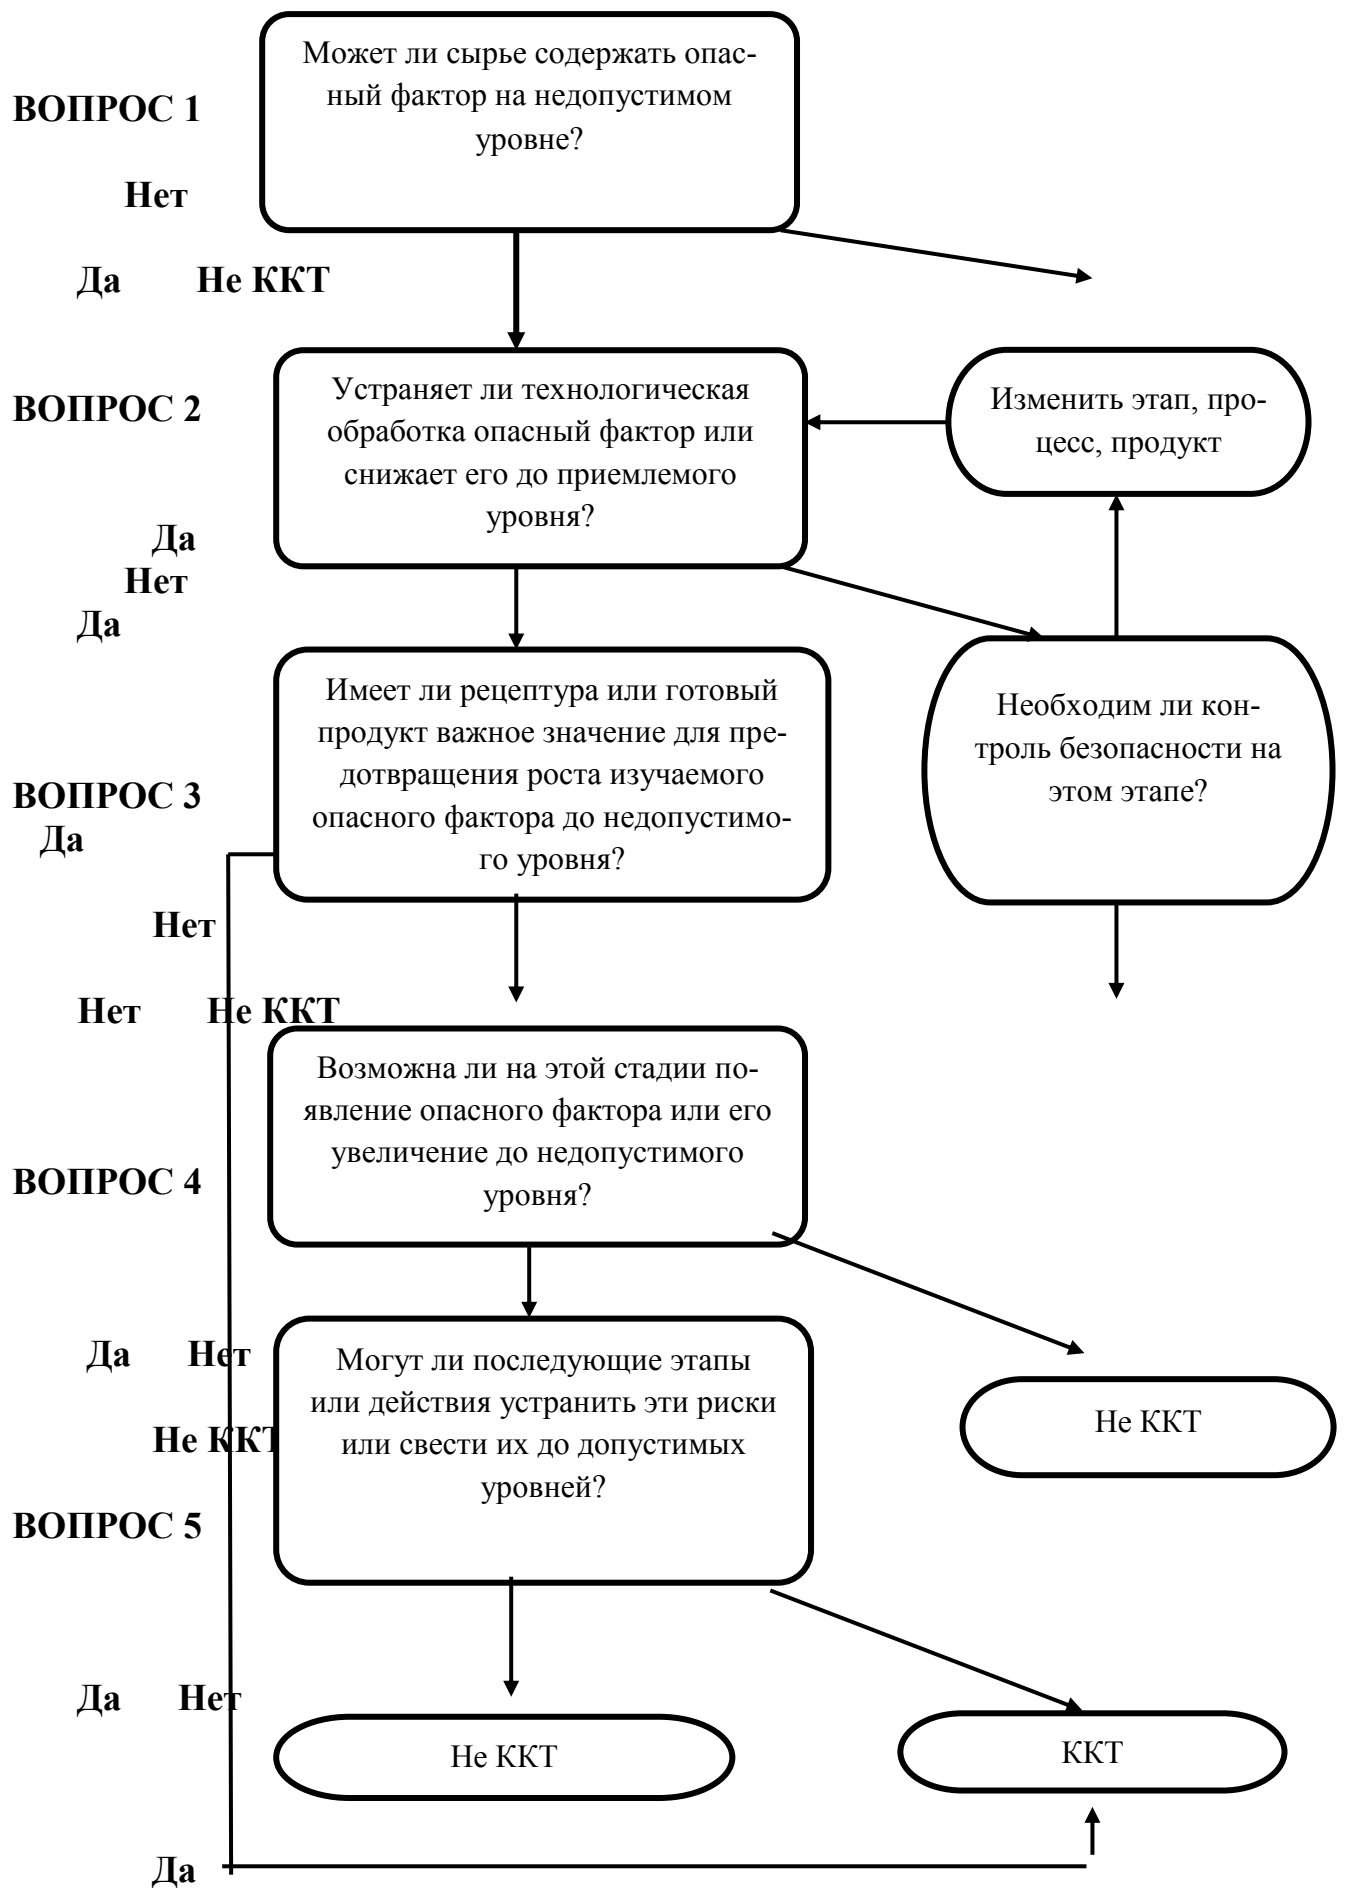 Может ли сырье содержать опас-
ный фактор на недопустимом
уровне?
ВОПРОС 1
Нет
Да Не ККТ
Устраняет ли технологическая
обработка опасный фактор или
снижает его до приемлемого
уровня?
ВОПРОС 2
Изменить этап, про-
цесс, продукт
Да
Нет
Да
Имеет ли рецептура или готовый
продукт важное значение для пре-
дотвращения роста изучаемого
опасного фактора до недопустимо-
го уровня?
Необходим ли кон-
троль безопасности на
этом этапе?
ВОПРОС 3
Да
Нет
Нет Не ККТ
Возможна ли на этой стадии по-
явление опасного фактора или его
увеличение до недопустимого
уровня?
ВОПРОС 4
Да Нет
Могут ли последующие этапы
или действия устранить эти риски
или свести их до допустимых
уровней?
Не ККТ
Не ККТ
ВОПРОС 5
Да Нет
Не ККТ
ККТ
Да